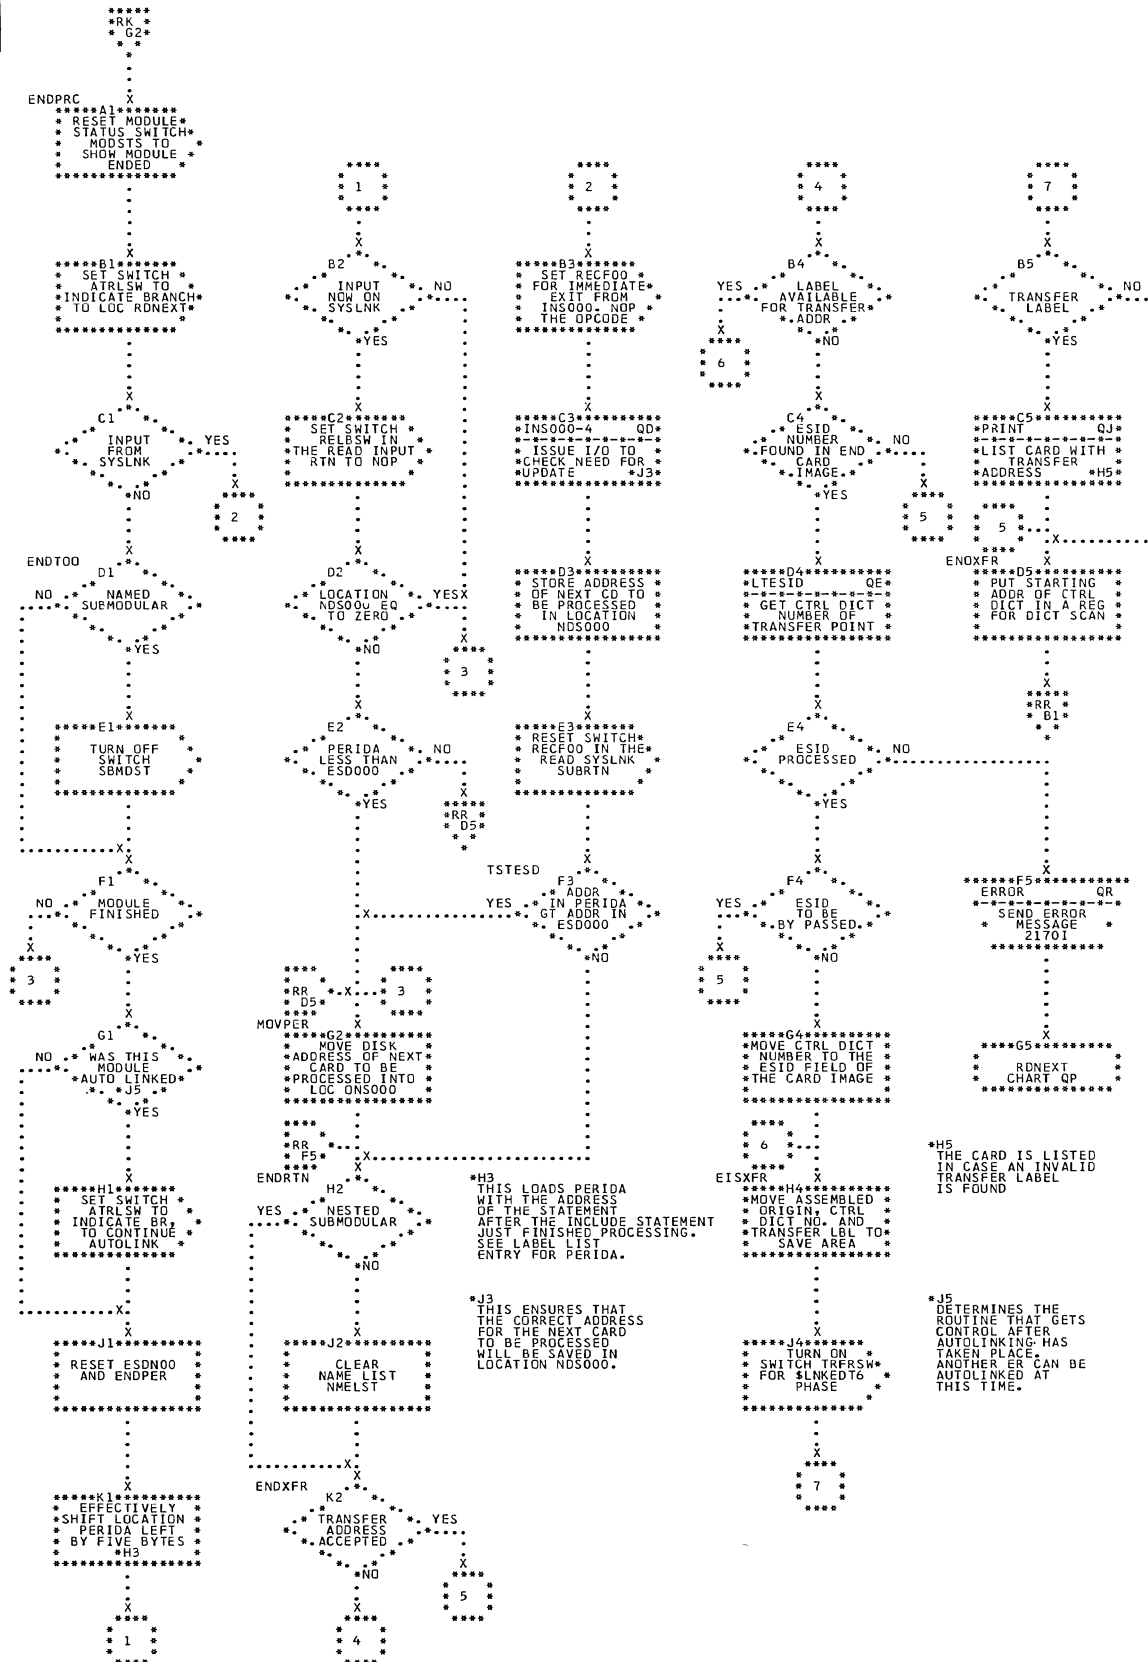 RK
G2
ENDPRC
A1
RESET MODULE
STATUS SWITCH
MODSTS TO
SHOW MODULE
ENDED
B1
SET SWITCH
ATRLSW TO
INDICATE BRANCH
TO LOC RDNEXT
C1
INPUT
FROM
SYSLNK
YES
NO
2
ENDTOO
D1
NAMED
SUBMODULAR
NO
YES
E1
TURN OFF
SWITCH
SBMDST
F1
MODULE
FINISHED
NO
YES
3
G1
WAS THIS
MODULE
AUTO LINKED
J5
NO
YES
H1
SET SWITCH
ATRLSW TO
INDICATE BR,
TO CONTINUE
AUTOLINK
J1
RESET ESDN00
AND ENDPER
K1
EFFECTIVELY
SHIFT LOCATION
PERIDA LEFT
BY FIVE BYTES
*H3
1
1
B2
INPUT
NOW ON
SYSLNK
NO
YES
C2
SET SWITCH
RELBSW IN
THE READ INPUT
RTN TO NOP
D2
LOCATION
NDS000 EQ
TO ZERO
YES
NO
3
E2
PERIDA
LESS THAN
ESD000
NO
YES
RR
D5
RR
D5
3
MOVPER
G2
MOVE DISK
ADDRESS OF NEXT
CARD TO BE
PROCESSED INTO
LOC ONS000
RR
F5
ENDRTN
H2
NESTED
SUBMODULAR
YES
NO
J2
CLEAR
NAME LIST
NMELST
ENDXFR
K2
TRANSFER
ADDRESS
ACCEPTED
YES
NO
5
4
2
B3
SET RECF00
FOR IMMEDIATE
EXIT FROM
INS000. NOP
THE OPCODE
C3
INS000-4 QD
ISSUE I/O TO
CHECK NEED FOR
UPDATE *J3
D3
STORE ADDRESS
OF NEXT CD TO
BE PROCESSED
IN LOCATION
NDS000
E3
RESET SWITCH
RECF00 IN THE
READ SYSLNK
SUBRTN
TSTESD
F3
ADDR
IN PERIDA
GT ADDR IN
ESD000
YES
NO
*H3
THIS LOADS PERIDA
WITH THE ADDRESS
OF THE STATEMENT
AFTER THE INCLUDE STATEMENT
JUST FINISHED PROCESSING.
SEE LABEL LIST
ENTRY FOR PERIDA.
*J3
THIS ENSURES THAT
THE CORRECT ADDRESS
FOR THE NEXT CARD
TO BE PROCESSED
WILL BE SAVED IN
LOCATION NDS000.
4
B4
LABEL
AVAILABLE
FOR TRANSFER
ADDR
YES
NO
6
C4
ESID
NUMBER
FOUND IN END
CARD
IMAGE
NO
YES
5
D4
LTESID QE
GET CTRL DICT
NUMBER OF
TRANSFER POINT
E4
ESID
PROCESSED
NO
YES
F4
ESID
TO BE
BY PASSED
YES
NO
5
G4
MOVE CTRL DICT
NUMBER TO THE
ESID FIELD OF
THE CARD IMAGE
6
EISXFR
H4
MOVE ASSEMBLED
ORIGIN, CTRL
DICT NO. AND
TRANSFER LBL TO
SAVE AREA
J4
TURN ON
SWITCH TRFRSW
FOR $LNKEDT6
PHASE
7
7
B5
TRANSFER
LABEL
NO
YES
C5
PRINT QJ
LIST CARD WITH
TRANSFER
ADDRESS *H5
5
ENOXFR
D5
PUT STARTING
ADDR OF CTRL
DICT IN A REG
FOR DICT SCAN
RR
B1
F5
ERROR QR
SEND ERROR
MESSAGE
2170I
G5
RDNEXT
CHART QP
*H5
THE CARD IS LISTED
IN CASE AN INVALID
TRANSFER LABEL
IS FOUND
*J5
DETERMINES THE
ROUTINE THAT GETS
CONTROL AFTER
AUTOLINKING HAS
TAKEN PLACE.
ANOTHER ER CAN BE
AUTOLINKED AT
THIS TIME.